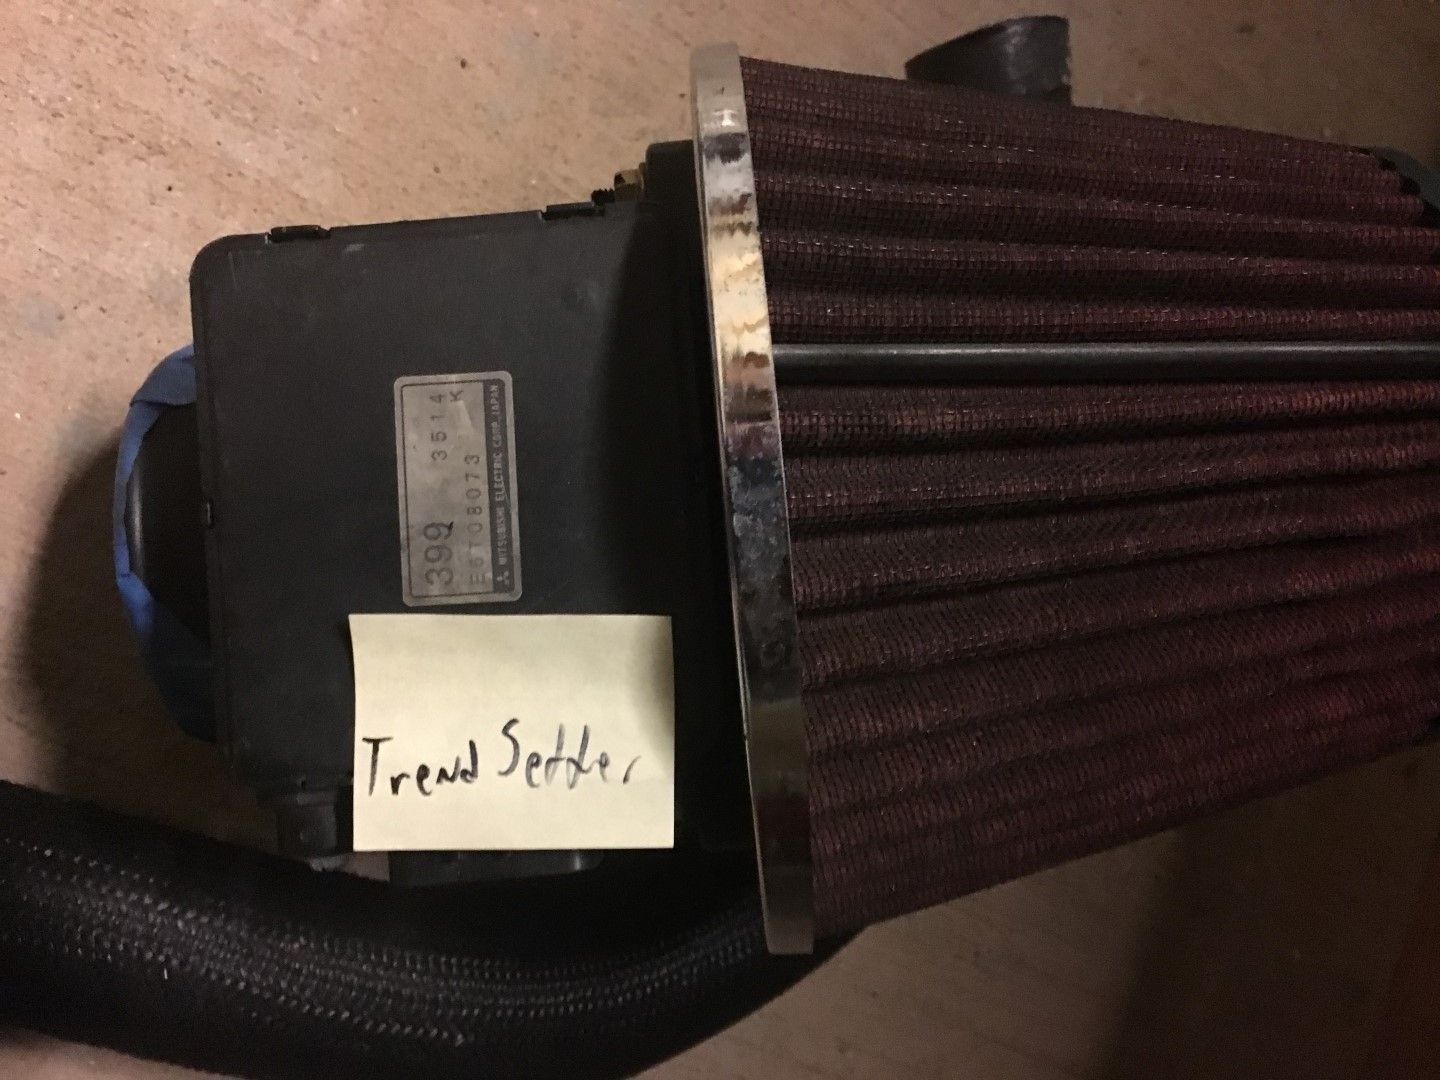 399 3514
E5T08073 K
MITSUBISHI ELECTRIC CORP. JAPAN
Trend Setter